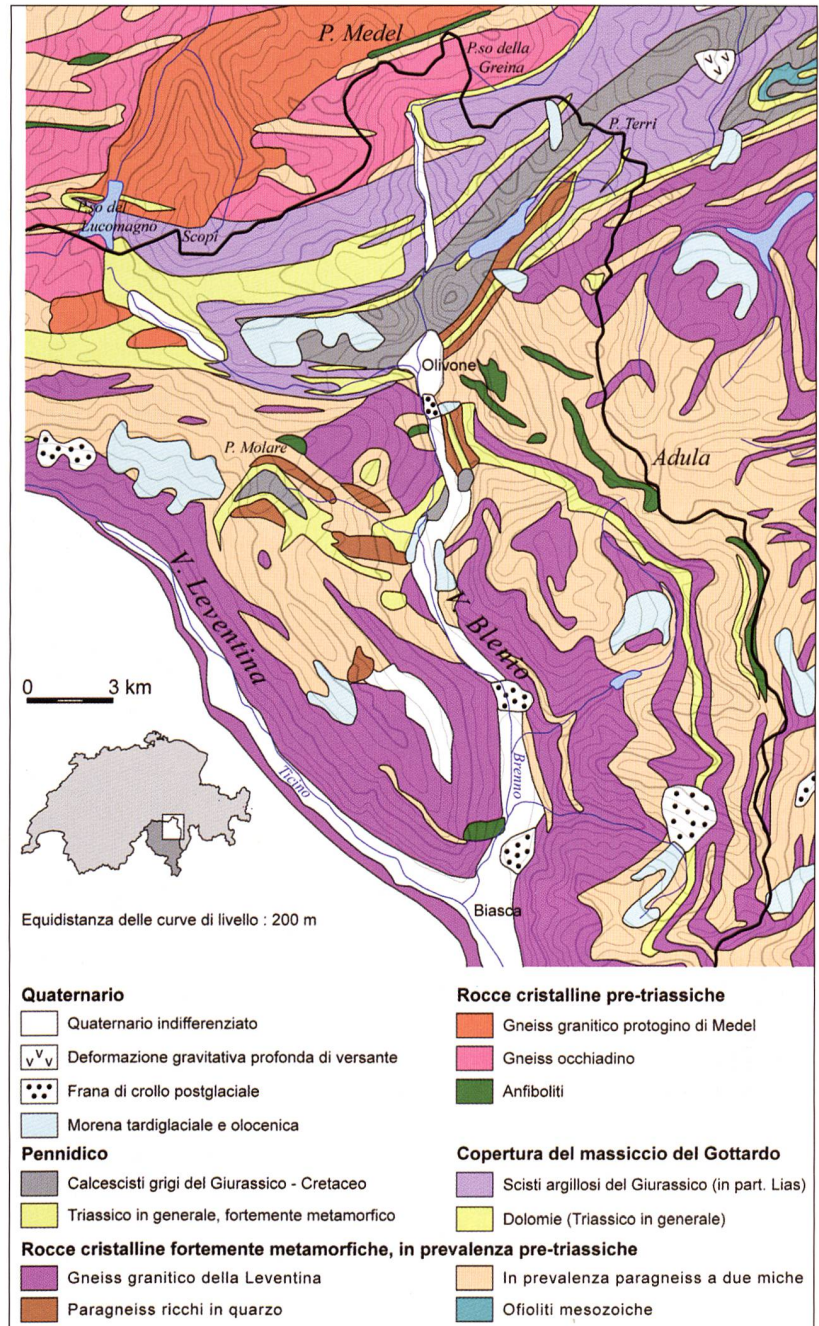 P. Medel
P.so della
Greina
P. Terri
P.so del
Lucomagno
Scopi
Olivone
P. Molare
Adula
V. Leventina
V. Blenio
0 3 km
Ticino
Brenno
Biasca
Equidistanza delle curve di livello : 200 m
Quaternario
Quaternario indifferenziato
v v v
Deformazione gravitativa profonda di versante
Frana di crollo postglaciale
Morena tardiglaciale e olocenica
Pennidico
Calcescisti grigi del Giurassico - Cretaceo
Triassico in generale, fortemente metamorfico
Rocce cristalline pre-triassiche
Gneiss granitico protogino di Medel
Gneiss occhiadino
Anfiboliti
Copertura del massiccio del Gottardo
Scisti argillosi del Giurassico (in part. Lias)
Dolomie (Triassico in generale)
Rocce cristalline fortemente metamorfiche, in prevalenza pre-triassiche
Gneiss granitico della Leventina
Paragneiss ricchi in quarzo
In prevalenza paragneiss a due miche
Ofioliti mesozoiche